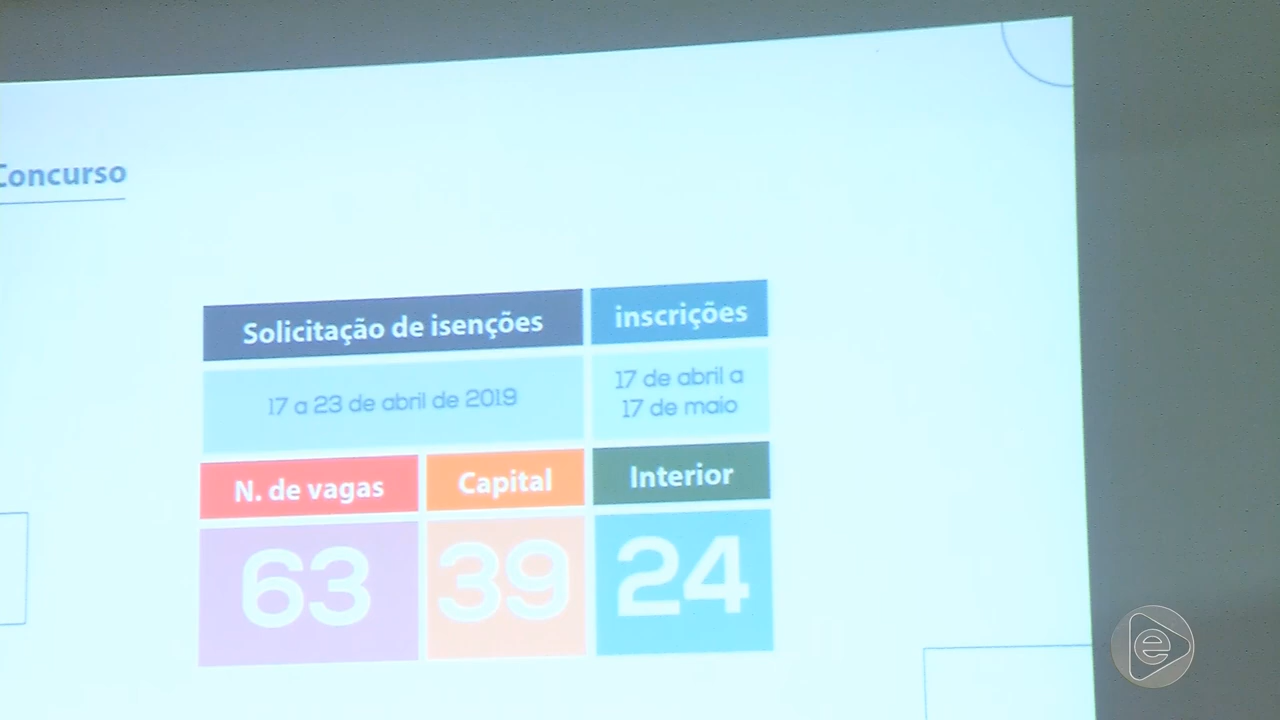 Concurso
Solicitação de isenções
inscrições
17 a 23 de abril de 2019
17 de abril a
17 de maio
N. de vagas
Capital
Interior
63
39
24
e